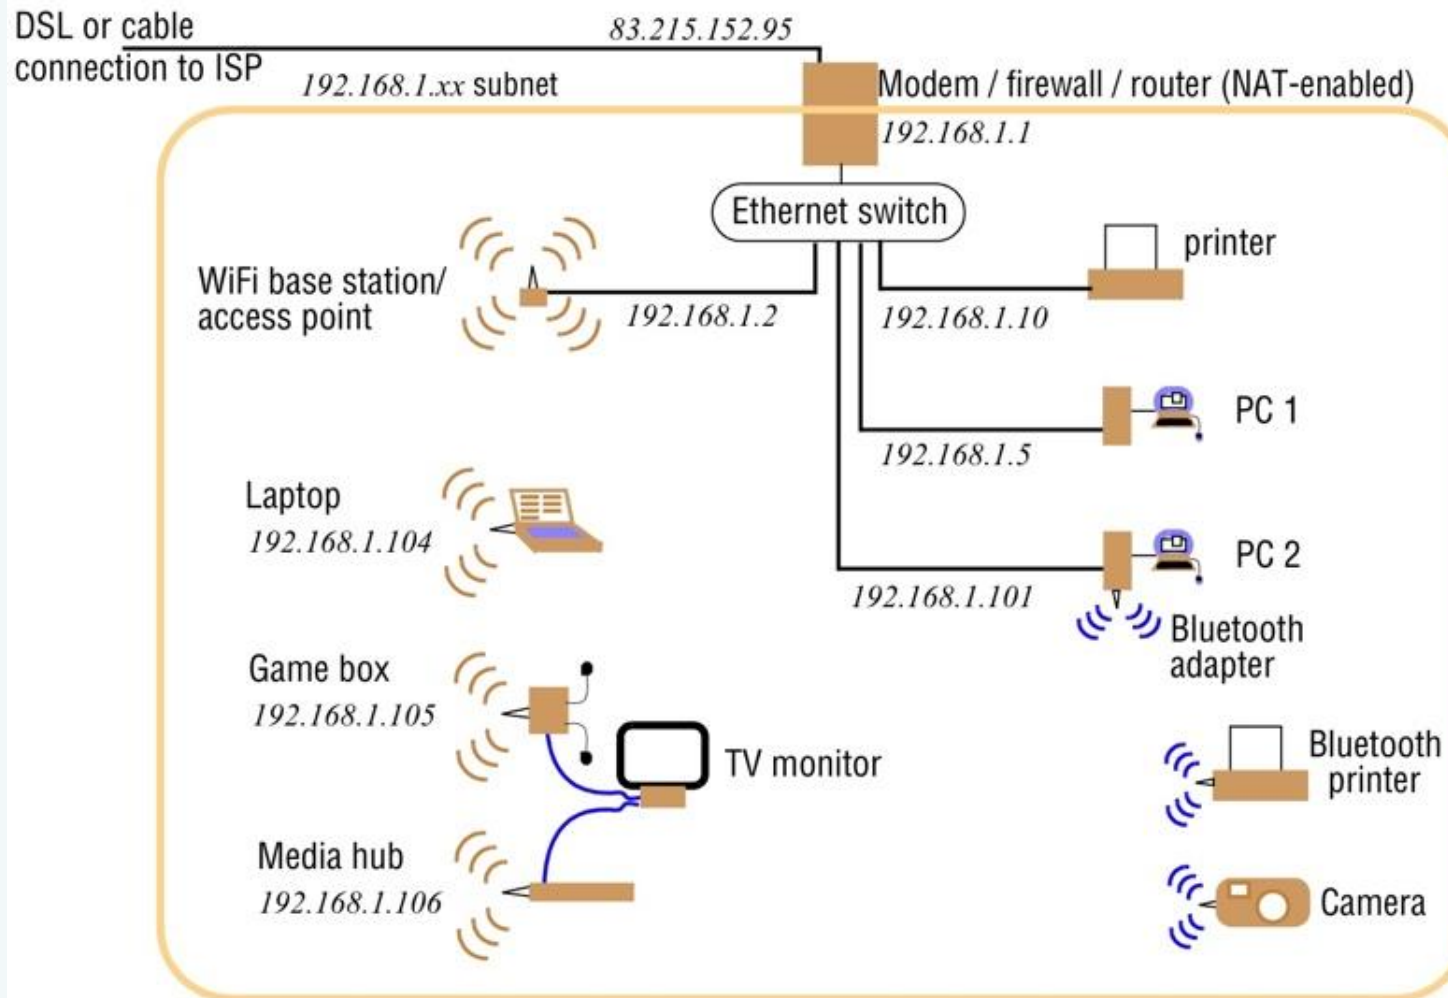 DSL or cable
connection to ISP
83.215.152.95
192.168.1.xx subnet
Modem / firewall / router (NAT-enabled)
192.168.1.1
Ethernet switch
printer
WiFi base station/
access point
192.168.1.2
192.168.1.10
PC 1
192.168.1.5
Laptop
192.168.1.104
PC 2
192.168.1.101
Bluetooth
adapter
Game box
192.168.1.105
TV monitor
Bluetooth
printer
Media hub
192.168.1.106
Camera